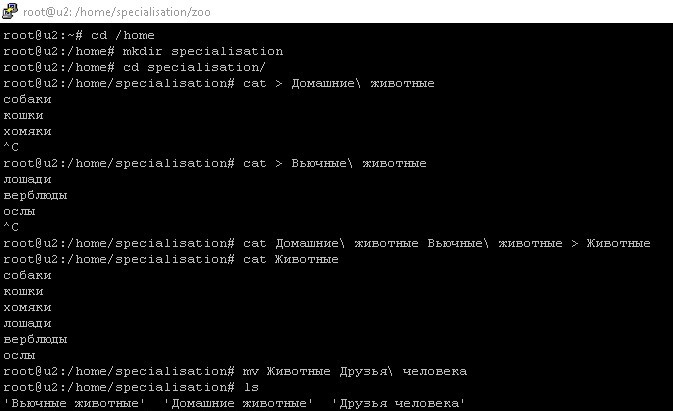 root@u2: /home/specialisation/zoo
root@u2:~# cd /home
root@u2:/home# mkdir specialisation
root@u2:/home# cd specialisation/
root@u2:/home/specialisation# cat > Домашние\ животные
собаки
кошки
хомяки
^C
root@u2:/home/specialisation# cat > Вьючные\ животные
лошади
верблюды
ослы
^C
root@u2:/home/specialisation# cat Домашние\ животные Вьючные\ животные > Животные
root@u2:/home/specialisation# cat Животные
собаки
кошки
хомяки
лошади
верблюды
ослы
root@u2:/home/specialisation# mv Животные Друзья\ человека
root@u2:/home/specialisation# ls
'Вьючные животные'  'Домашние животные'  'Друзья человека'